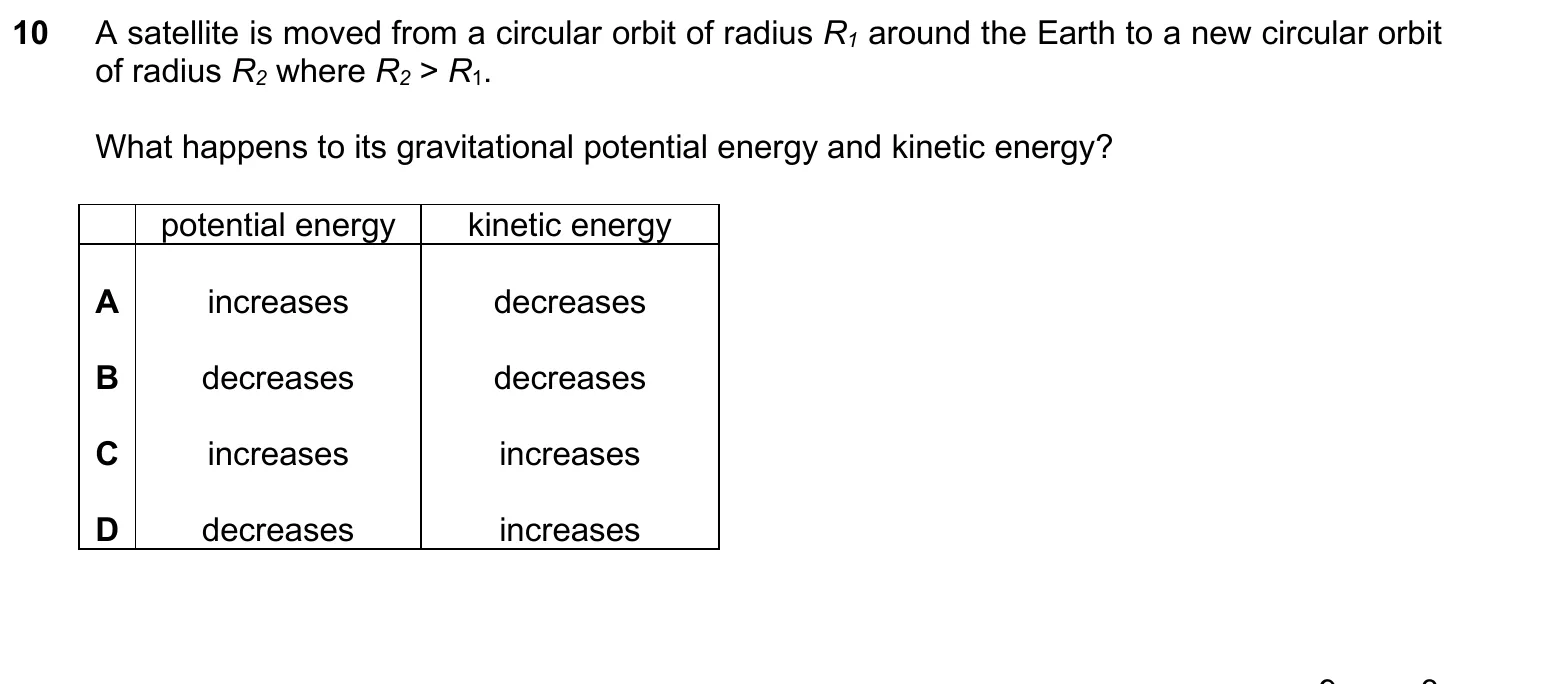 10 A satellite is moved from a circular orbit of radius R1 around the Earth to a new circular orbit
of radius R2 where R2 > R1.
What happens to its gravitational potential energy and kinetic energy?
potential energy kinetic energy
A increases decreases
B decreases decreases
C increases increases
D decreases increases